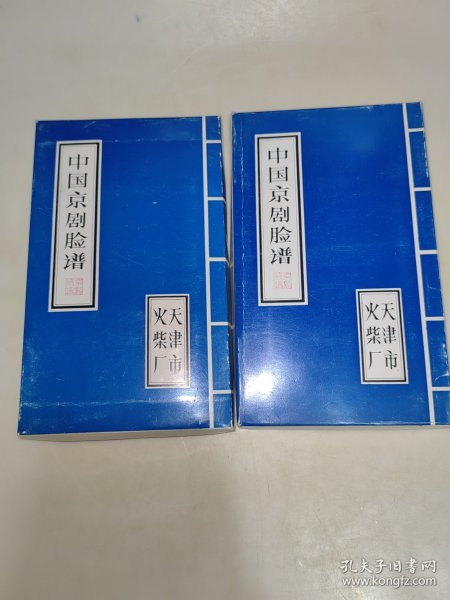 中国京剧脸谱
天津市
火柴厂
中国京剧脸谱
天津市
火柴厂
孔夫子旧书网
www.kongfz.com